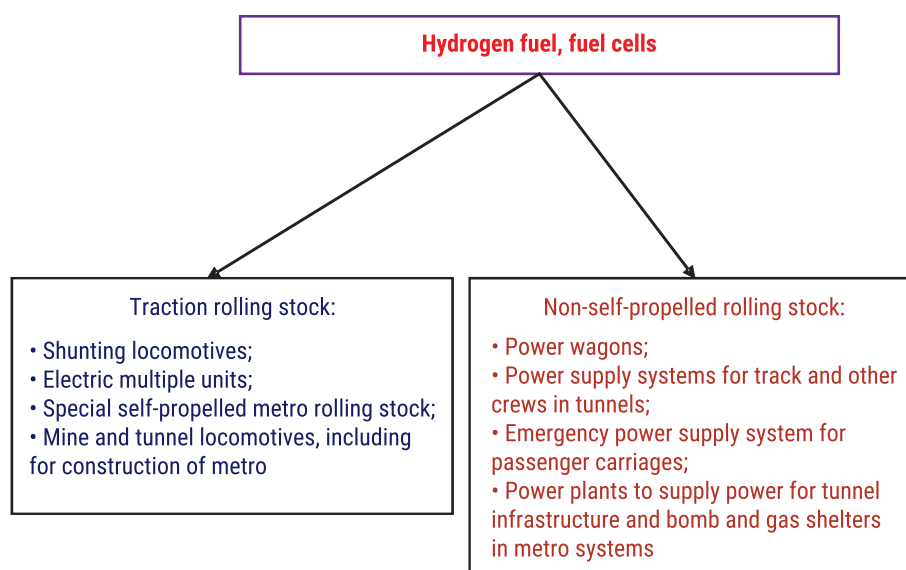 Hydrogen fuel, fuel cells
Traction rolling stock:
• Shunting locomotives;
• Electric multiple units;
• Special self-propelled metro rolling stock;
• Mine and tunnel locomotives, including
for construction of metro
Non-self-propelled rolling stock:
• Power wagons;
• Power supply systems for track and other
crews in tunnels;
• Emergency power supply system for
passenger carriages;
• Power plants to supply power for tunnel
infrastructure and bomb and gas shelters
in metro systems